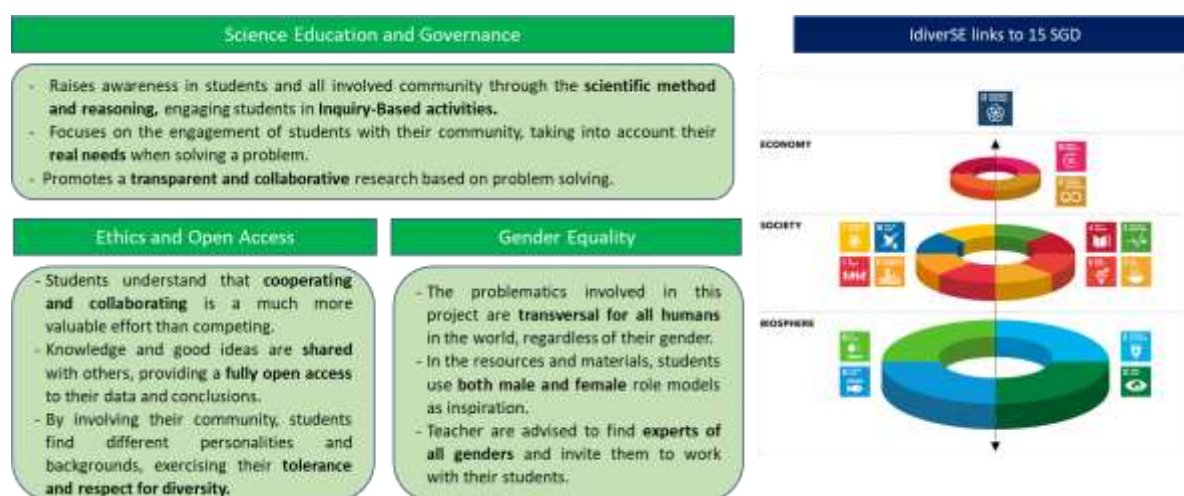 Science Education and Governance
- Raises awareness in students and all involved community through the scientific method
and reasoning, engaging students in Inquiry-Based activities.
- Focuses on the engagement of students with their community, taking into account their
real needs when solving a problem.
- Promotes a transparent and collaborative research based on problem solving.
Ethics and Open Access
- Students understand that cooperating
and collaborating is a much more
valuable effort than competing.
- Knowledge and good ideas are shared
with others, providing a fully open access
to their data and conclusions.
- By involving their community, students
find different personalities and
backgrounds, exercising their tolerance
and respect for diversity.
Gender Equality
- The problematics involved in this
project are transversal for all humans
in the world, regardless of their gender.
- In the resources and materials, students
use both male and female role models
as inspiration.
- Teacher are advised to find experts of
all genders and invite them to work
with their students.
IdiverSE links to 15 SGD
ECONOMY
SOCIETY
BIOSPHERE